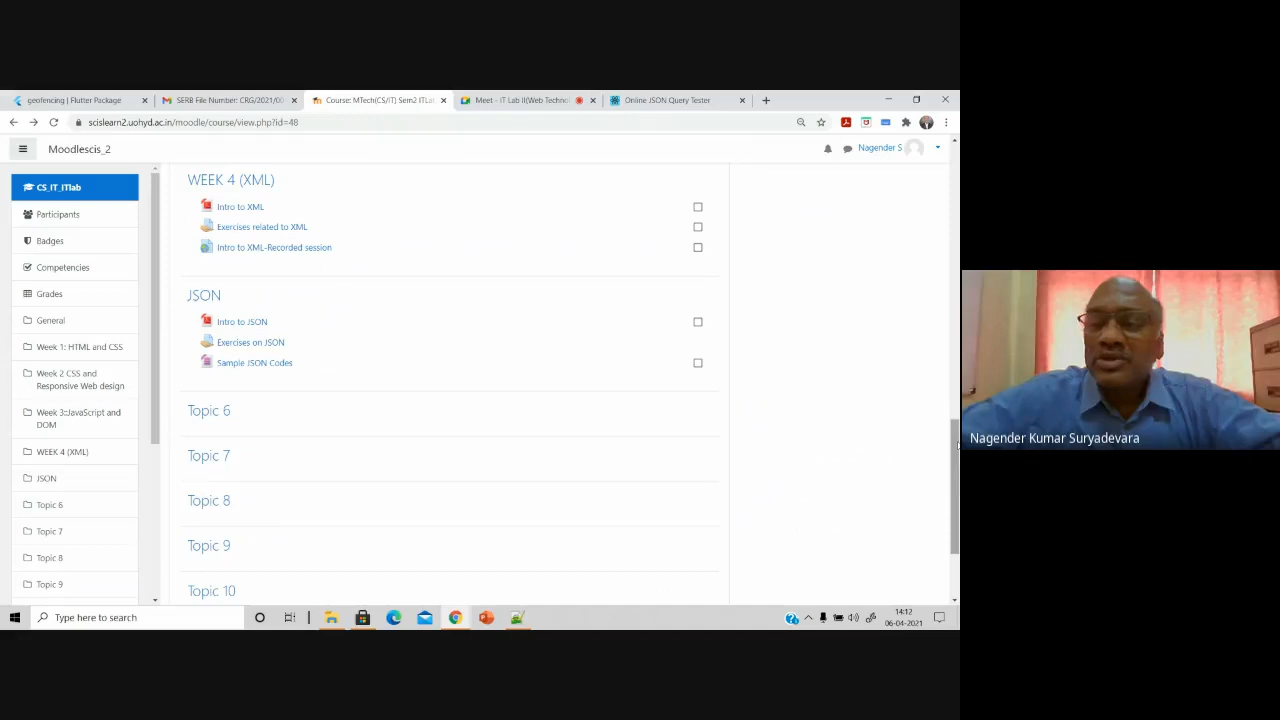 geofencing | Flutter Package
SERB File Number: CRG/2021/00
Course: MTech(CS/IT) Sem2 ITLa
Meet - IT Lab II(Web Technol
Online JSON Query Tester
scislearn2.uohyd.ac.in/moodle/course/view.php?id=48
Moodlescis_2
Nagender S
CS_IT_ITlab
Participants
Badges
Competencies
Grades
General
Week 1: HTML and CSS
Week 2 CSS and
Responsive Web design
Week 3::JavaScript and
DOM
WEEK 4 (XML)
JSON
Topic 6
Topic 7
Topic 8
Topic 9
WEEK 4 (XML)
Intro to XML
Exercises related to XML
Intro to XML-Recorded session
JSON
Intro to JSON
Exercises on JSON
Sample JSON Codes
Topic 6
Topic 7
Topic 8
Topic 9
Topic 10
Nagender Kumar Suryadevara
Type here to search
14:12
06-04-2021